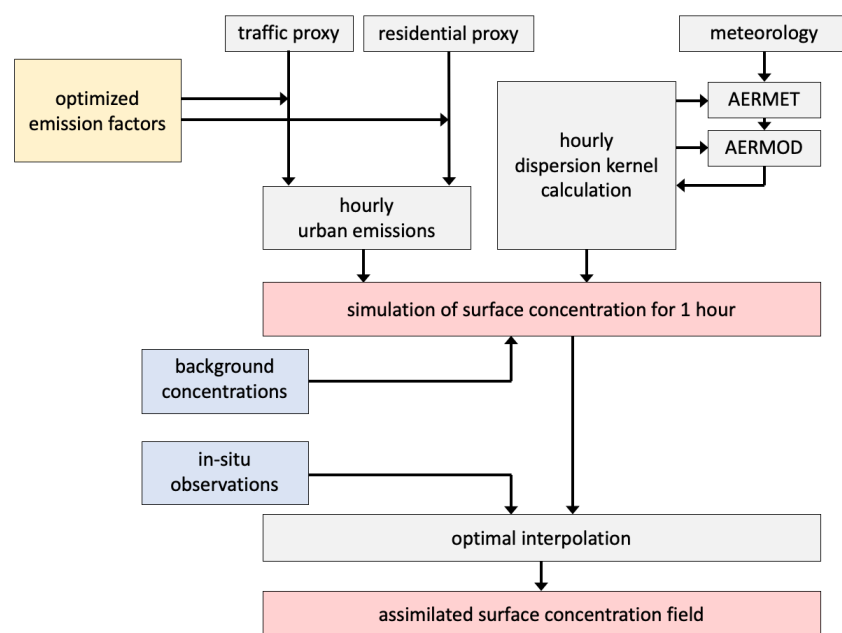 traffic proxy
residential proxy
meteorology
optimized
emission factors
AERMET
hourly
dispersion kernel
calculation
AERMOD
hourly
urban emissions
simulation of surface concentration for 1 hour
background
concentrations
in-situ
observations
optimal interpolation
assimilated surface concentration field